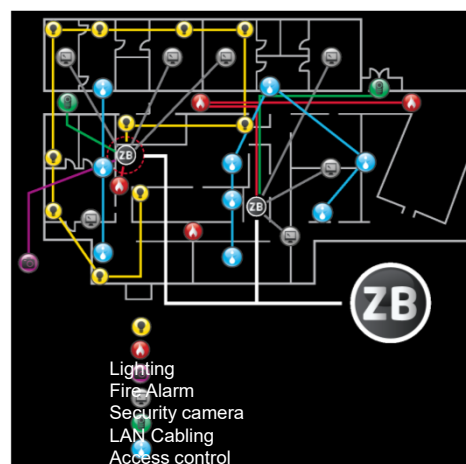 ZB
ZB
ZB
Lighting
Fire Alarm
Security camera
LAN Cabling
Access control